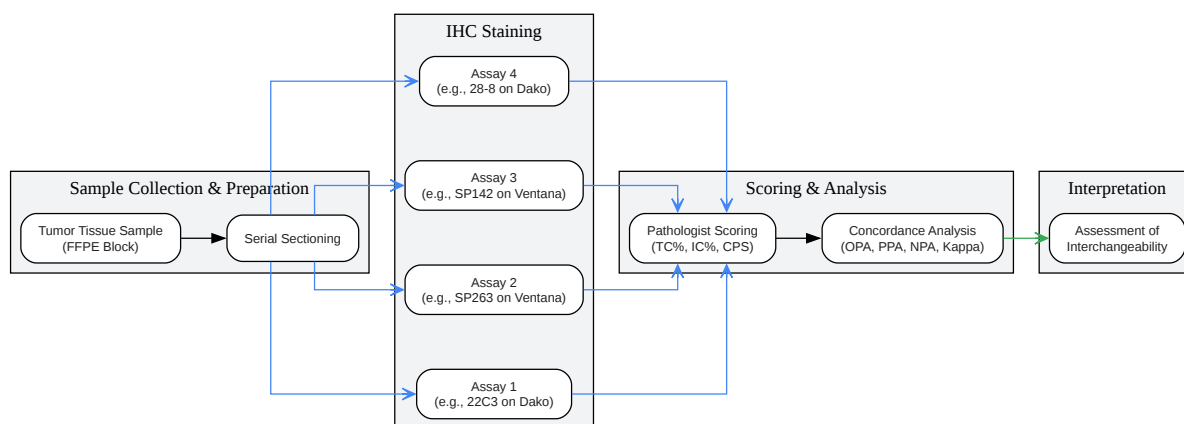 Sample Collection & Preparation
Tumor Tissue Sample
(FFPE Block)
Serial Sectioning
IHC Staining
Assay 4
(e.g., 28-8 on Dako)
Assay 3
(e.g., SP142 on Ventana)
Assay 2
(e.g., SP263 on Ventana)
Assay 1
(e.g., 22C3 on Dako)
Scoring & Analysis
Pathologist Scoring
(TC%, IC%, CPS)
Concordance Analysis
(OPA, PPA, NPA, Kappa)
Interpretation
Assessment of
Interchangeability